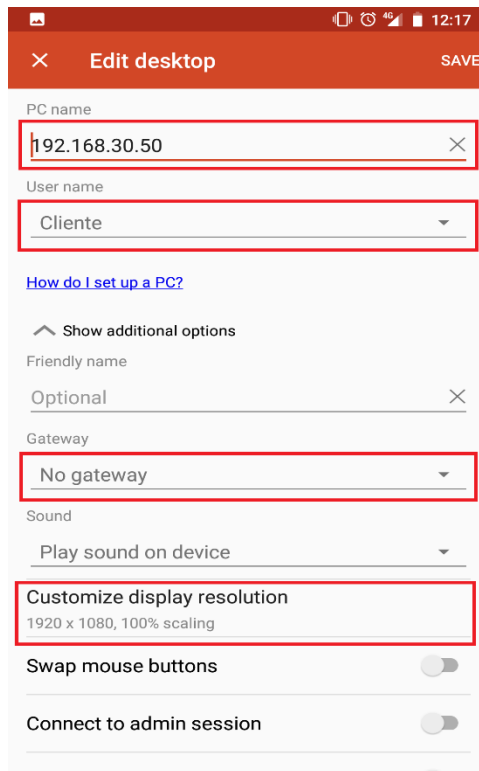 4G 12:17
Edit desktop SAVE
PC name
192.168.30.50
User name
Cliente
How do I set up a PC?
Show additional options
Friendly name
Optional
Gateway
No gateway
Sound
Play sound on device
Customize display resolution
1920 x 1080, 100% scaling
Swap mouse buttons
Connect to admin session